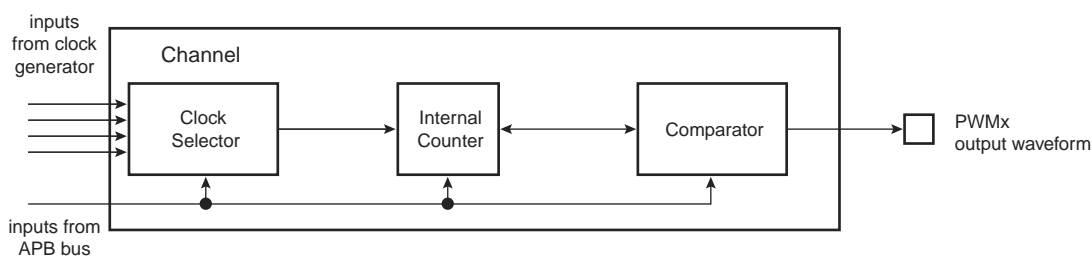 inputs
from clock
generator
Channel
Clock
Selector
Internal
Counter
Comparator
PWMx
output waveform
inputs from
APB bus